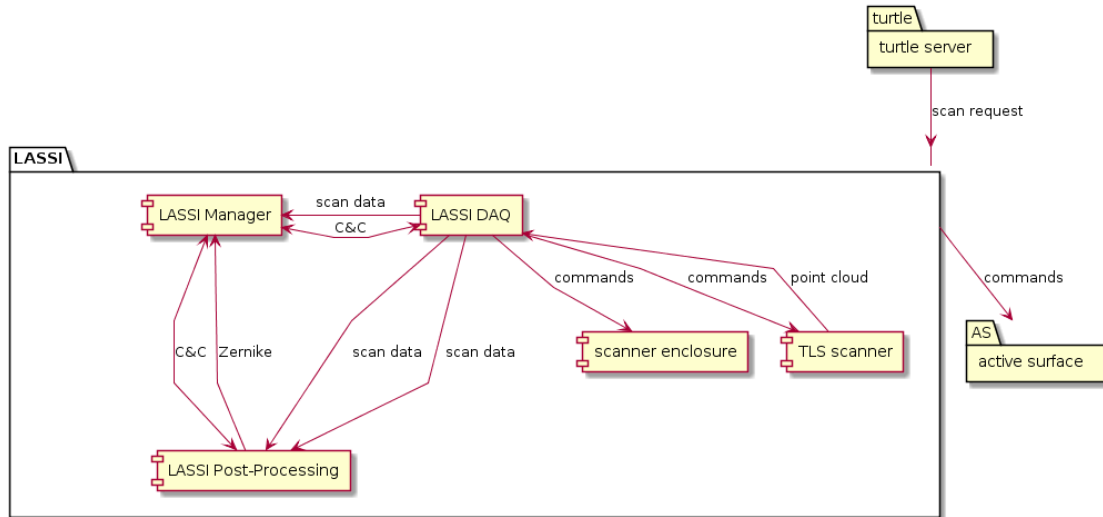 turtle
turtle server
scan request
LASSI
LASSI Manager
scan data
C&C
LASSI DAQ
commands
commands
point cloud
commands
C&C
Zernike
scan data
scan data
scanner enclosure
TLS scanner
AS
active surface
LASSI Post-Processing